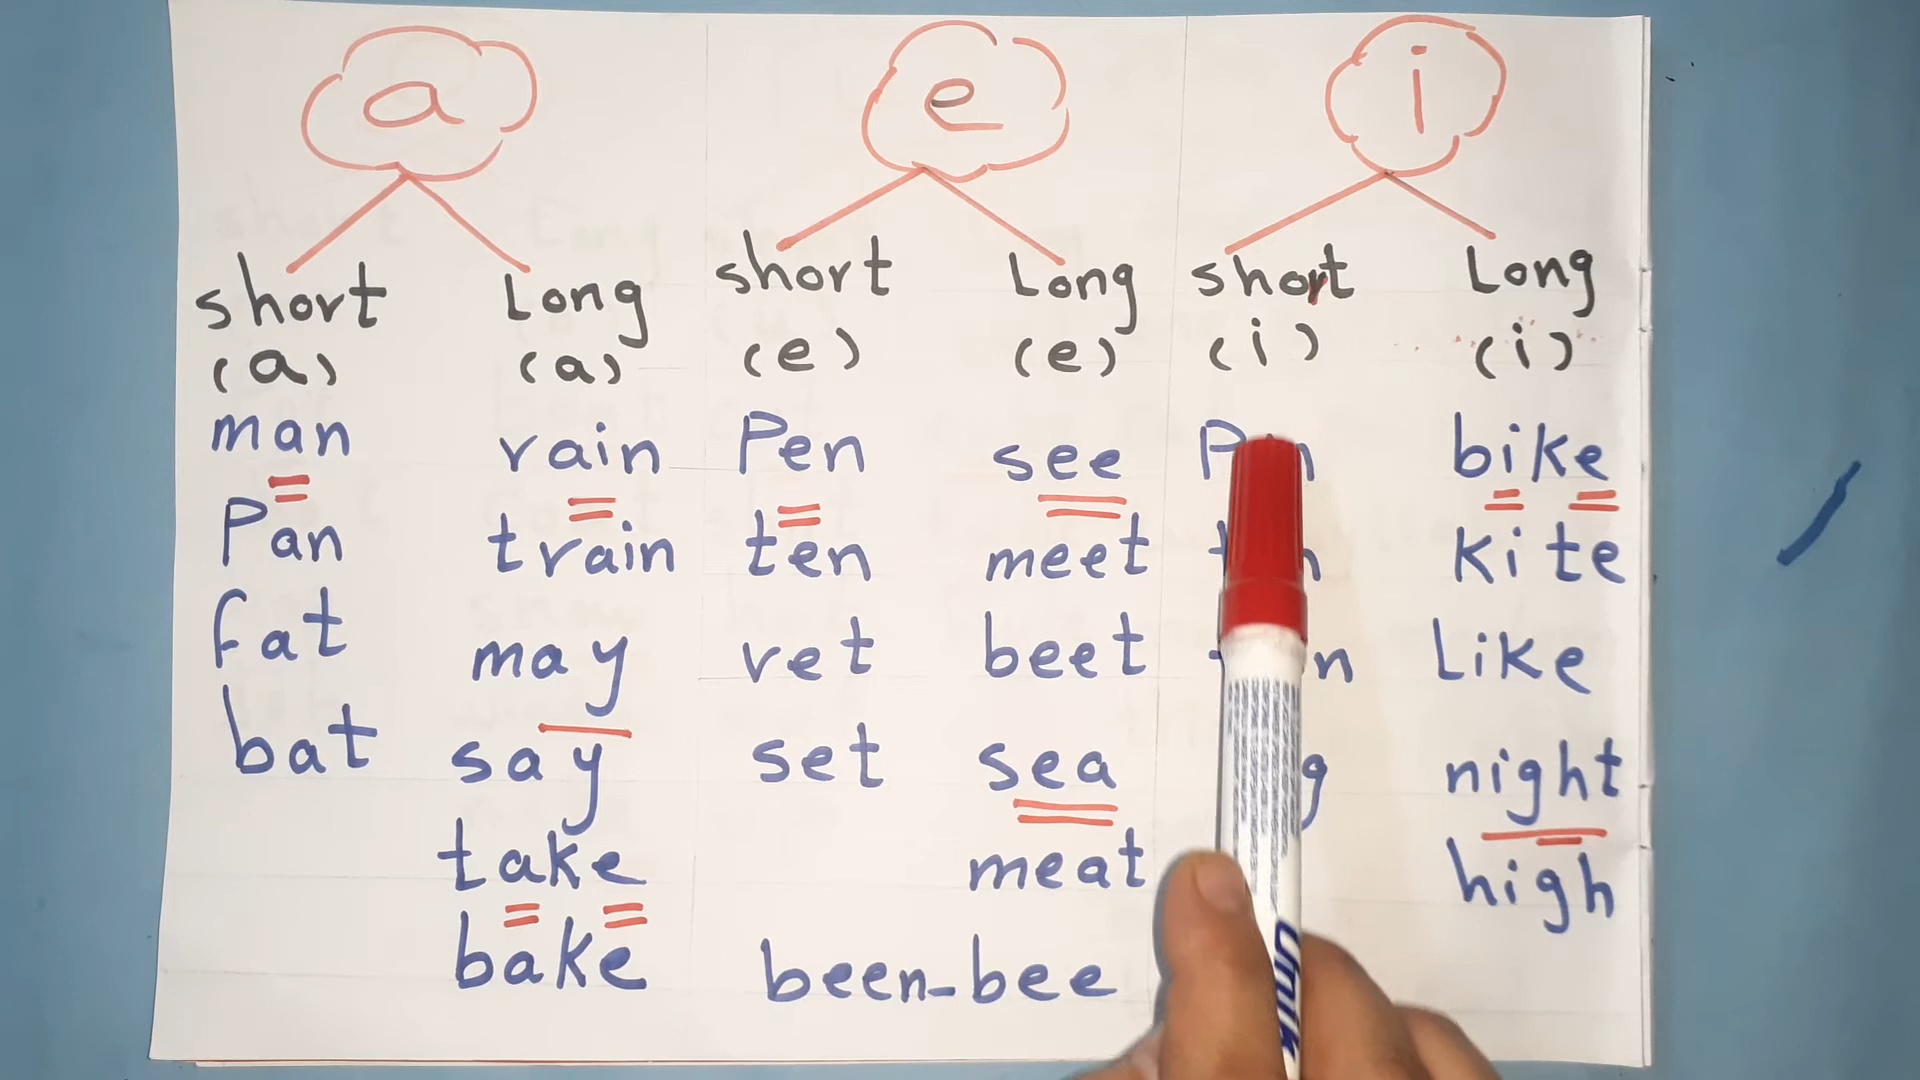 a
short
(a)
man
Pan
fat
bat
Long
(a)
rain
train
may
say
take
bake
e
short
(e)
Pen
ten
vet
set
Long
(e)
see
meet
beet
sea
meat
been-bee
i
short
(i)
Long
(i)
bike
kite
Like
night
high